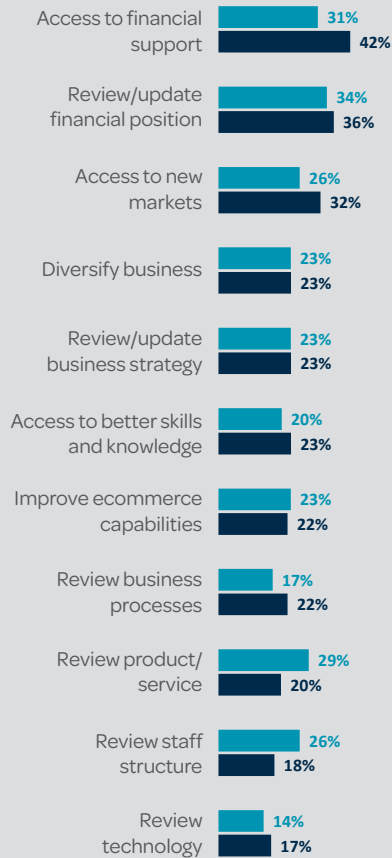 Access to financial
support
31%
42%
Review/update
financial position
34%
36%
Access to new
markets
26%
32%
Diversify business
23%
23%
Review/update
business strategy
23%
23%
Access to better skills
and knowledge
20%
23%
Improve ecommerce
capabilities
23%
22%
Review business
processes
17%
22%
Review product/
service
29%
20%
Review staff
structure
26%
18%
Review
technology
14%
17%